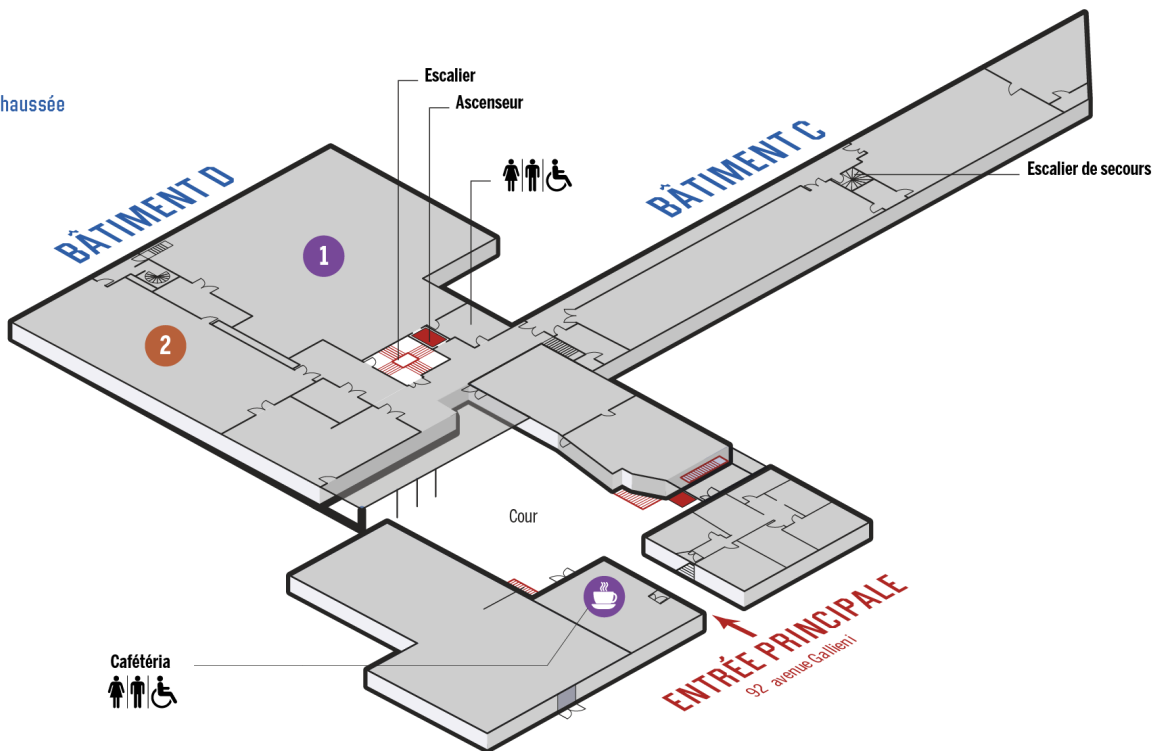 haussée
Escalier
Ascenseur
BÂTIMENT D
BÂTIMENT C
Escalier de secours
1
2
Cour
Cafétéria
ENTRÉE PRINCIPALE
92 avenue Gallieni